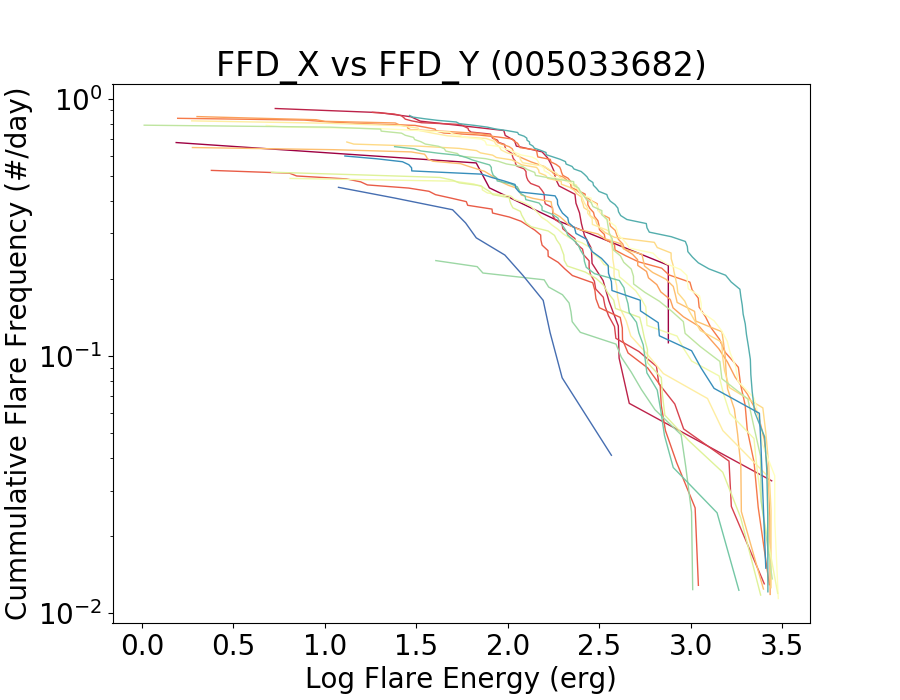 FFD_X vs FFD_Y (005033682)
Cummulative Flare Frequency (#/day)
10⁰
10⁻¹
10⁻²
0.0 0.5 1.0 1.5 2.0 2.5 3.0 3.5
Log Flare Energy (erg)